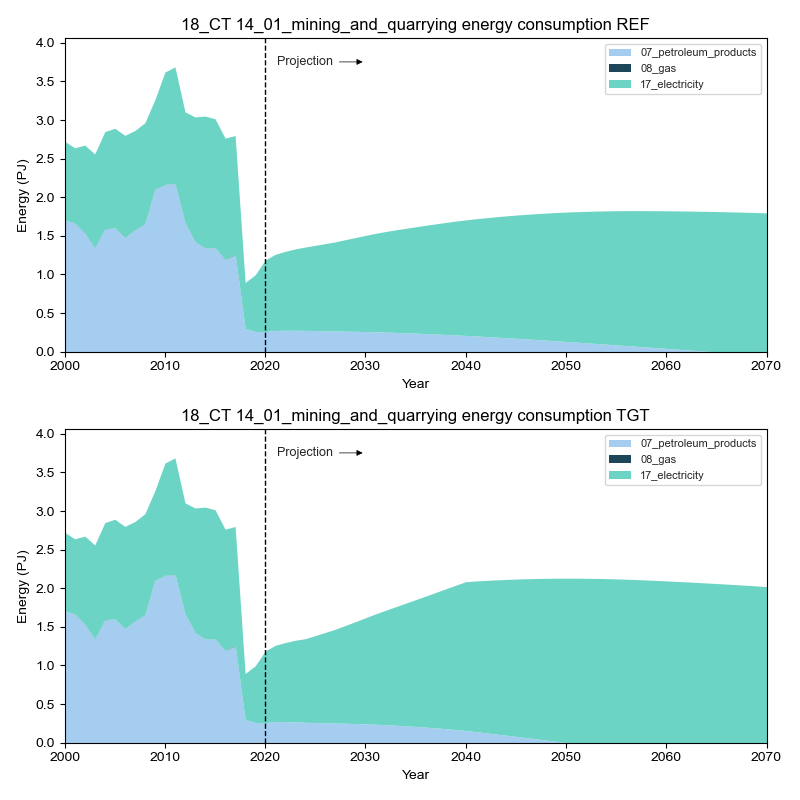 18_CT 14_01_mining_and_quarrying energy consumption REF
4.0
3.5
3.0
2.5
2.0
1.5
1.0
0.5
0.0
Energy (PJ)
Projection
07_petroleum_products
08_gas
17_electricity
2000 2010 2020 2030 2040 2050 2060 2070
Year
18_CT 14_01_mining_and_quarrying energy consumption TGT
4.0
3.5
3.0
2.5
2.0
1.5
1.0
0.5
0.0
Energy (PJ)
Projection
07_petroleum_products
08_gas
17_electricity
2000 2010 2020 2030 2040 2050 2060 2070
Year